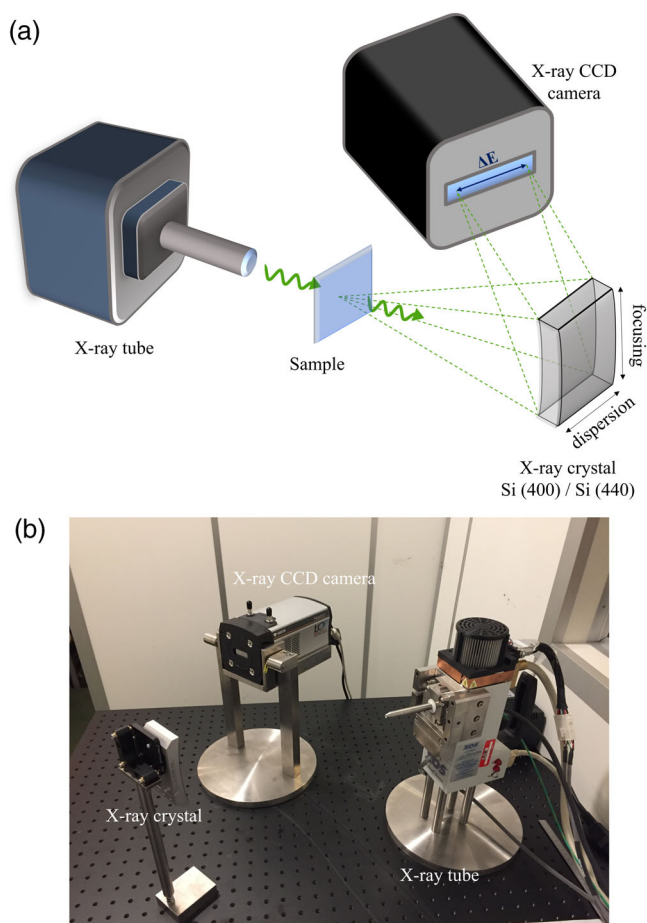 (a)
X-ray CCD
camera
ΔE
X-ray tube
Sample
focusing
dispersion
X-ray crystal
Si (400) / Si (440)
(b)
X-ray CCD camera
X-ray crystal
X-ray tube